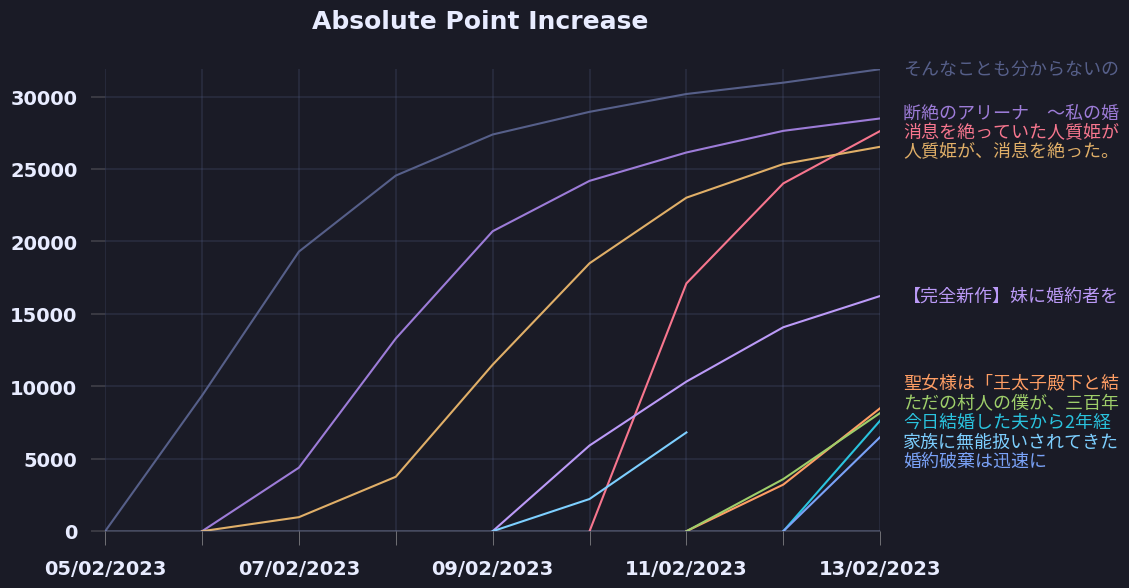 Absolute Point Increase
30000
25000
20000
15000
10000
5000
0
05/02/2023
07/02/2023
09/02/2023
11/02/2023
13/02/2023
そんなことも分からないの
断絶のアリーナ　〜私の婚
消息を絶っていた人質姫が
人質姫が、消息を絶った。
【完全新作】妹に婚約者を
聖女様は「王太子殿下と結
ただの村人の僕が、三百年
今日結婚した夫から2年経
家族に無能扱いされてきた
婚約破棄は迅速に